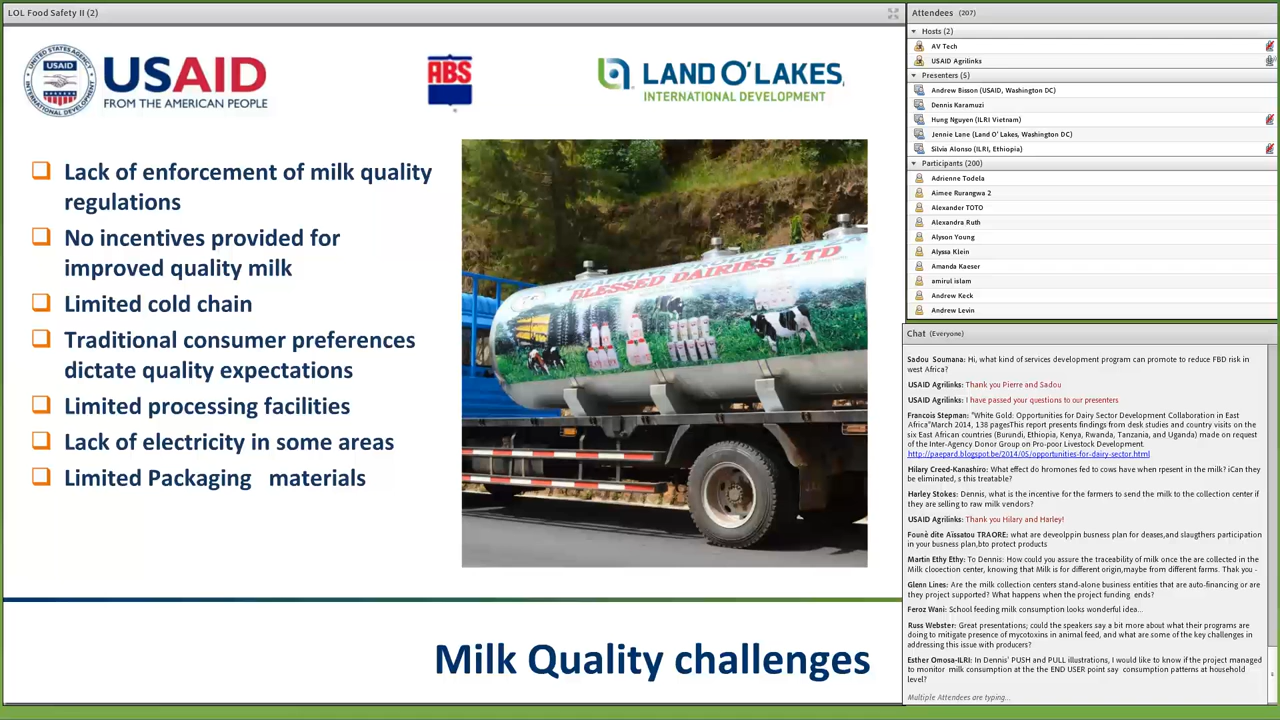 LOL Food Safety II (2)
USAID
USAID
FROM THE AMERICAN PEOPLE
ABS
LAND O'LAKES
INTERNATIONAL DEVELOPMENT
Lack of enforcement of milk quality
regulations
No incentives provided for
improved quality milk
Limited cold chain
Traditional consumer preferences
dictate quality expectations
Limited processing facilities
Lack of electricity in some areas
Limited Packaging materials
BLESSED DAIRIES LTD
Milk Quality challenges
Attendees (207)
Hosts (2)
AV Tech
USAID Agrilinks
Presenters (5)
Andrew Bisson (USAID, Washington DC)
Dennis Karamuzi
Hung Nguyen (ILRI Vietnam)
Jennie Lane (Land O' Lakes, Washington DC)
Silvia Alonso (ILRI, Ethiopia)
Participants (200)
Adrienne Todela
Aimee Rurangwa 2
Alexander TOTO
Alexandra Ruth
Alyson Young
Alyssa Klein
Amanda Kaeser
amirul islam
Andrew Keck
Andrew Levin
Chat (Everyone)
Sadou Soumana: Hi, what kind of services development program can promote to reduce FBD risk in
west Africa?
USAID Agrilinks: Thank you Pierre and Sadou
USAID Agrilinks: I have passed your questions to our presenters
Francois Stepman: "White Gold: Opportunities for Dairy Sector Development Collaboration in East
Africa"March 2014, 138 pagesThis report presents findings from desk studies and country visits on the
six East African countries (Burundi, Ethiopia, Kenya, Rwanda, Tanzania, and Uganda) made on request
of the Inter-Agency Donor Group on Pro-poor Livestock Development.
http://paepard.blogspot.be/2014/05/opportunities-for-dairy-sector.html
Hilary Creed-Kanashiro: What effect do hromones fed to cows have when rpesent in the milk? iCan they
be eliminated, s this treatable?
Harley Stokes: Dennis, what is the incentive for the farmers to send the milk to the collection center if
they are selling to raw milk vendors?
USAID Agrilinks: Thank you Hilary and Harley!
Founè dite Aïssatou TRAORE: what are developpin busness plan for deases,and slaugthers participation
in your busness plan,bto protect products
Martin Ethy Ethy: To Dennis: How could you assure the traceability of milk once the are collected in the
Milk cloocetion center, knowing that Milk is for different origin,maybe from different farms. Thak you -
Glenn Lines: Are the milk collection centers stand-alone business entities that are auto-financing or are
they project supported? What happens when the project funding ends?
Feroz Wani: School feeding milk consumption looks wonderful idea...
Russ Webster: Great presentations; could the speakers say a bit more about what their programs are
doing to mitigate presence of mycotoxins in animal feed, and what are some of the key challenges in
addressing this issue with producers?
Esther Omosa-ILRI: In Dennis' PUSH and PULL illustrations, I would like to know if the project managed
to monitor milk consumption at the the END USER point say consumption patterns at household
level?
Multiple Attendees are typing...